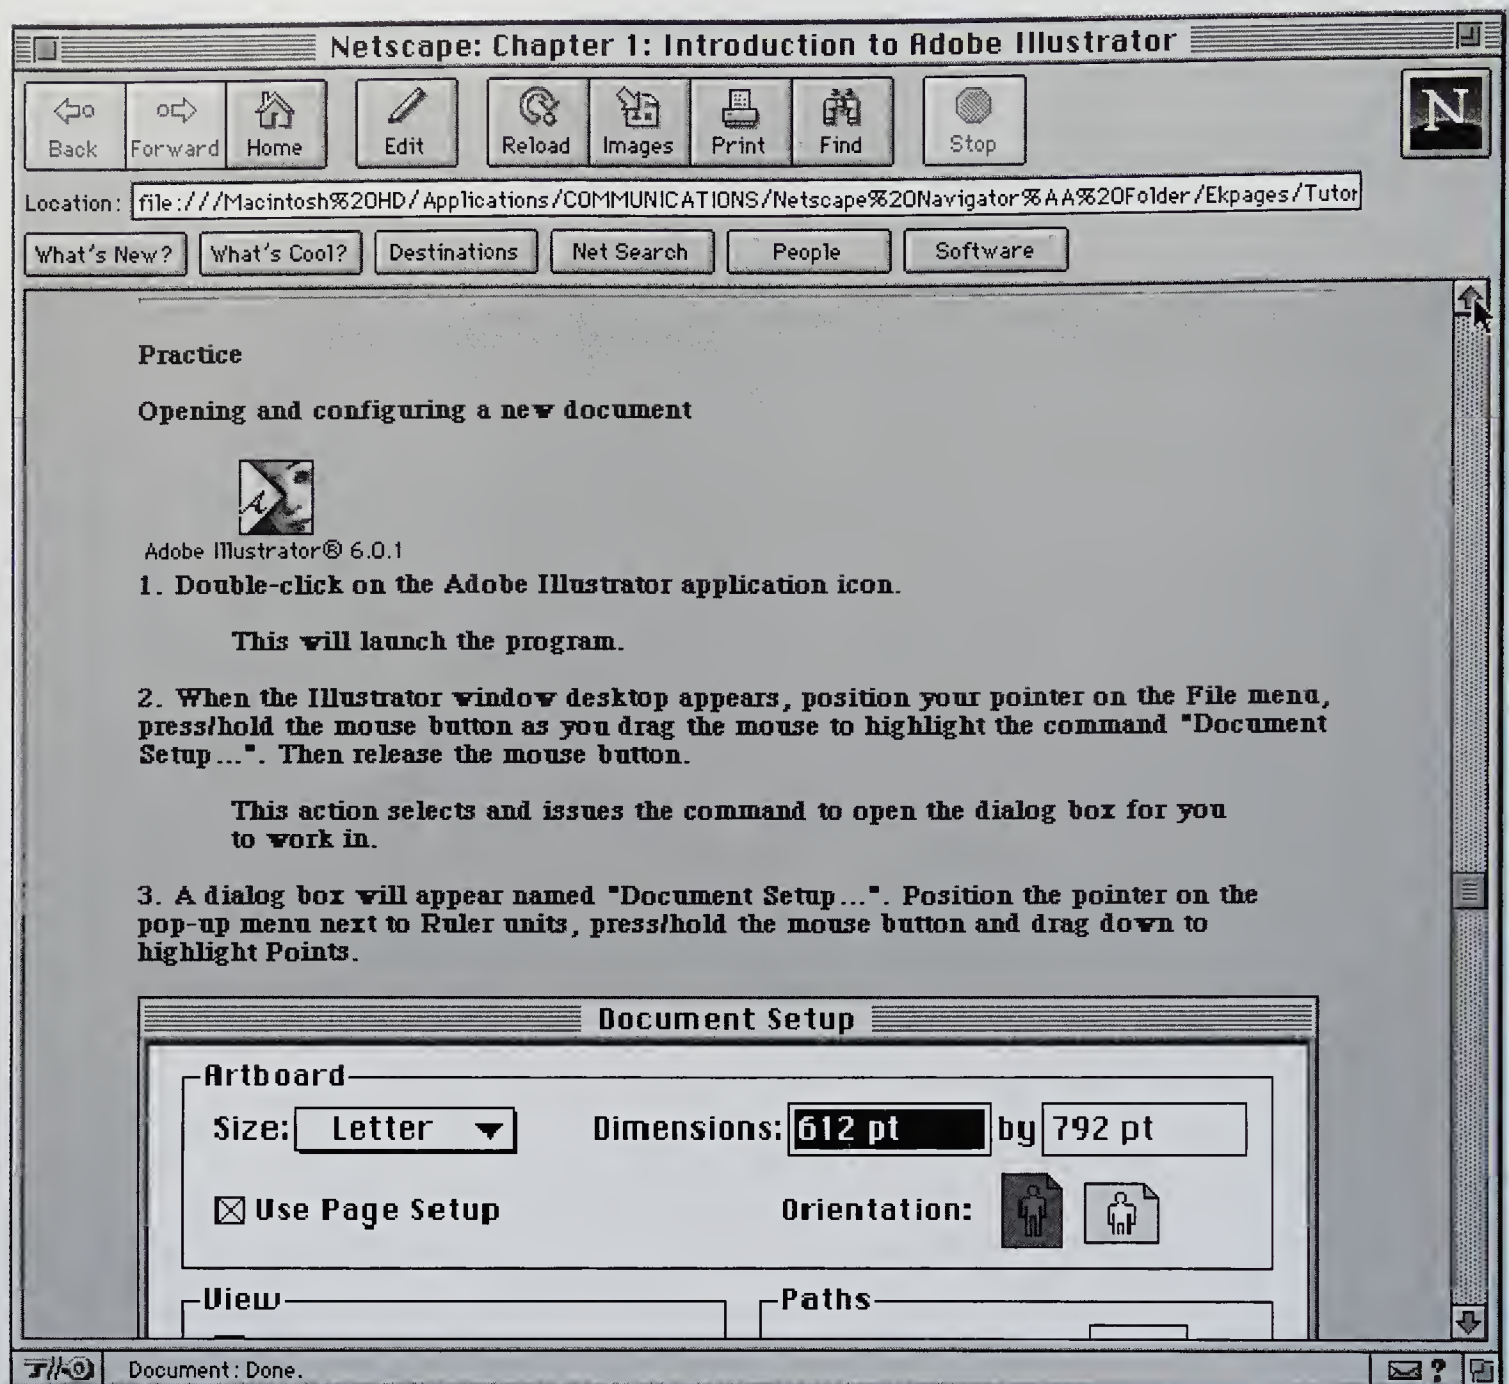 Netscape: Chapter 1: Introduction to Adobe Illustrator
Back Forward Home Edit Reload Images Print Find Stop
N
Location: file:///Macintosh%20HD/Applications/COMMUNICATIONS/Netscape%20Navigator%AA%20Folder/Ekpages/Tutor
What's New? What's Cool? Destinations Net Search People Software
Practice
Opening and configuring a new document
Adobe Illustrator® 6.0.1
1. Double-click on the Adobe Illustrator application icon.
This will launch the program.
2. When the Illustrator window desktop appears, position your pointer on the File menu,
press/hold the mouse button as you drag the mouse to highlight the command "Document
Setup...". Then release the mouse button.
This action selects and issues the command to open the dialog box for you
to work in.
3. A dialog box will appear named "Document Setup...". Position the pointer on the
pop-up menu next to Ruler units, press/hold the mouse button and drag down to
highlight Points.
Document Setup
Artboard
Size: Letter Dimensions: 612 pt by 792 pt
Use Page Setup Orientation:
View Paths
Document: Done. ?